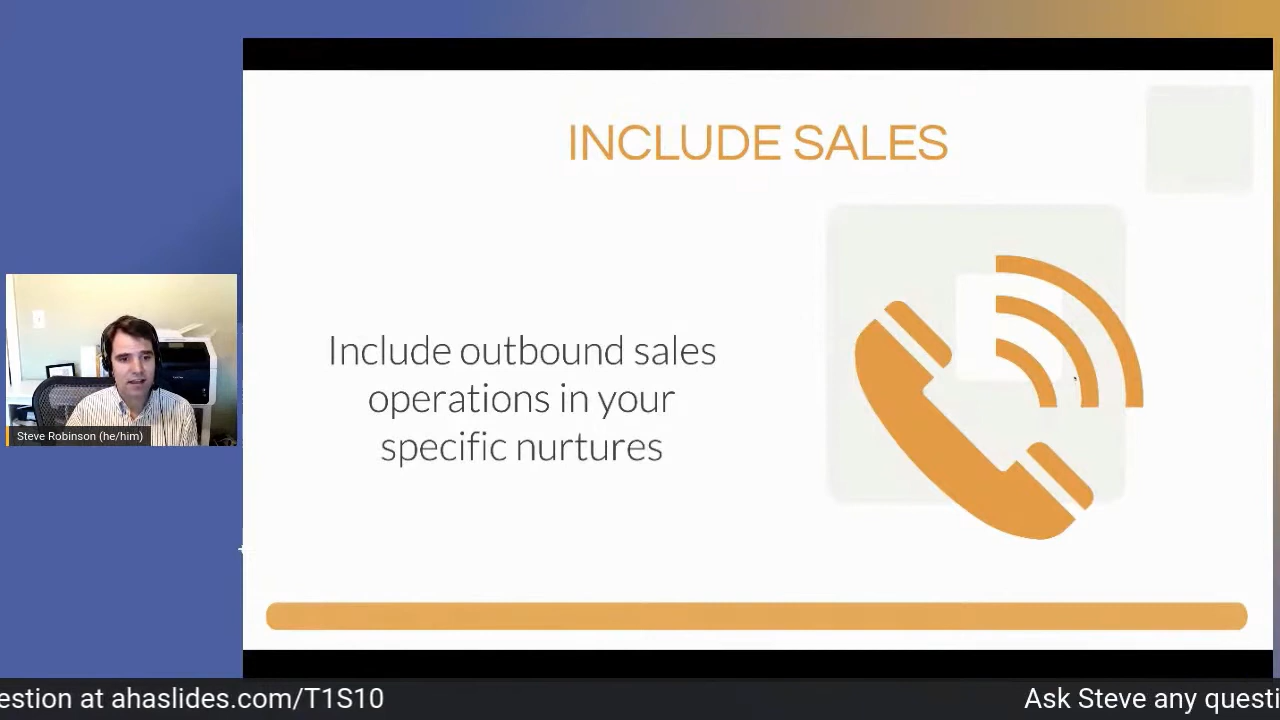 INCLUDE SALES
Include outbound sales
operations in your
specific nurtures
Steve Robinson (he/him)
estion at ahaslides.com/T1S10
Ask Steve any questi